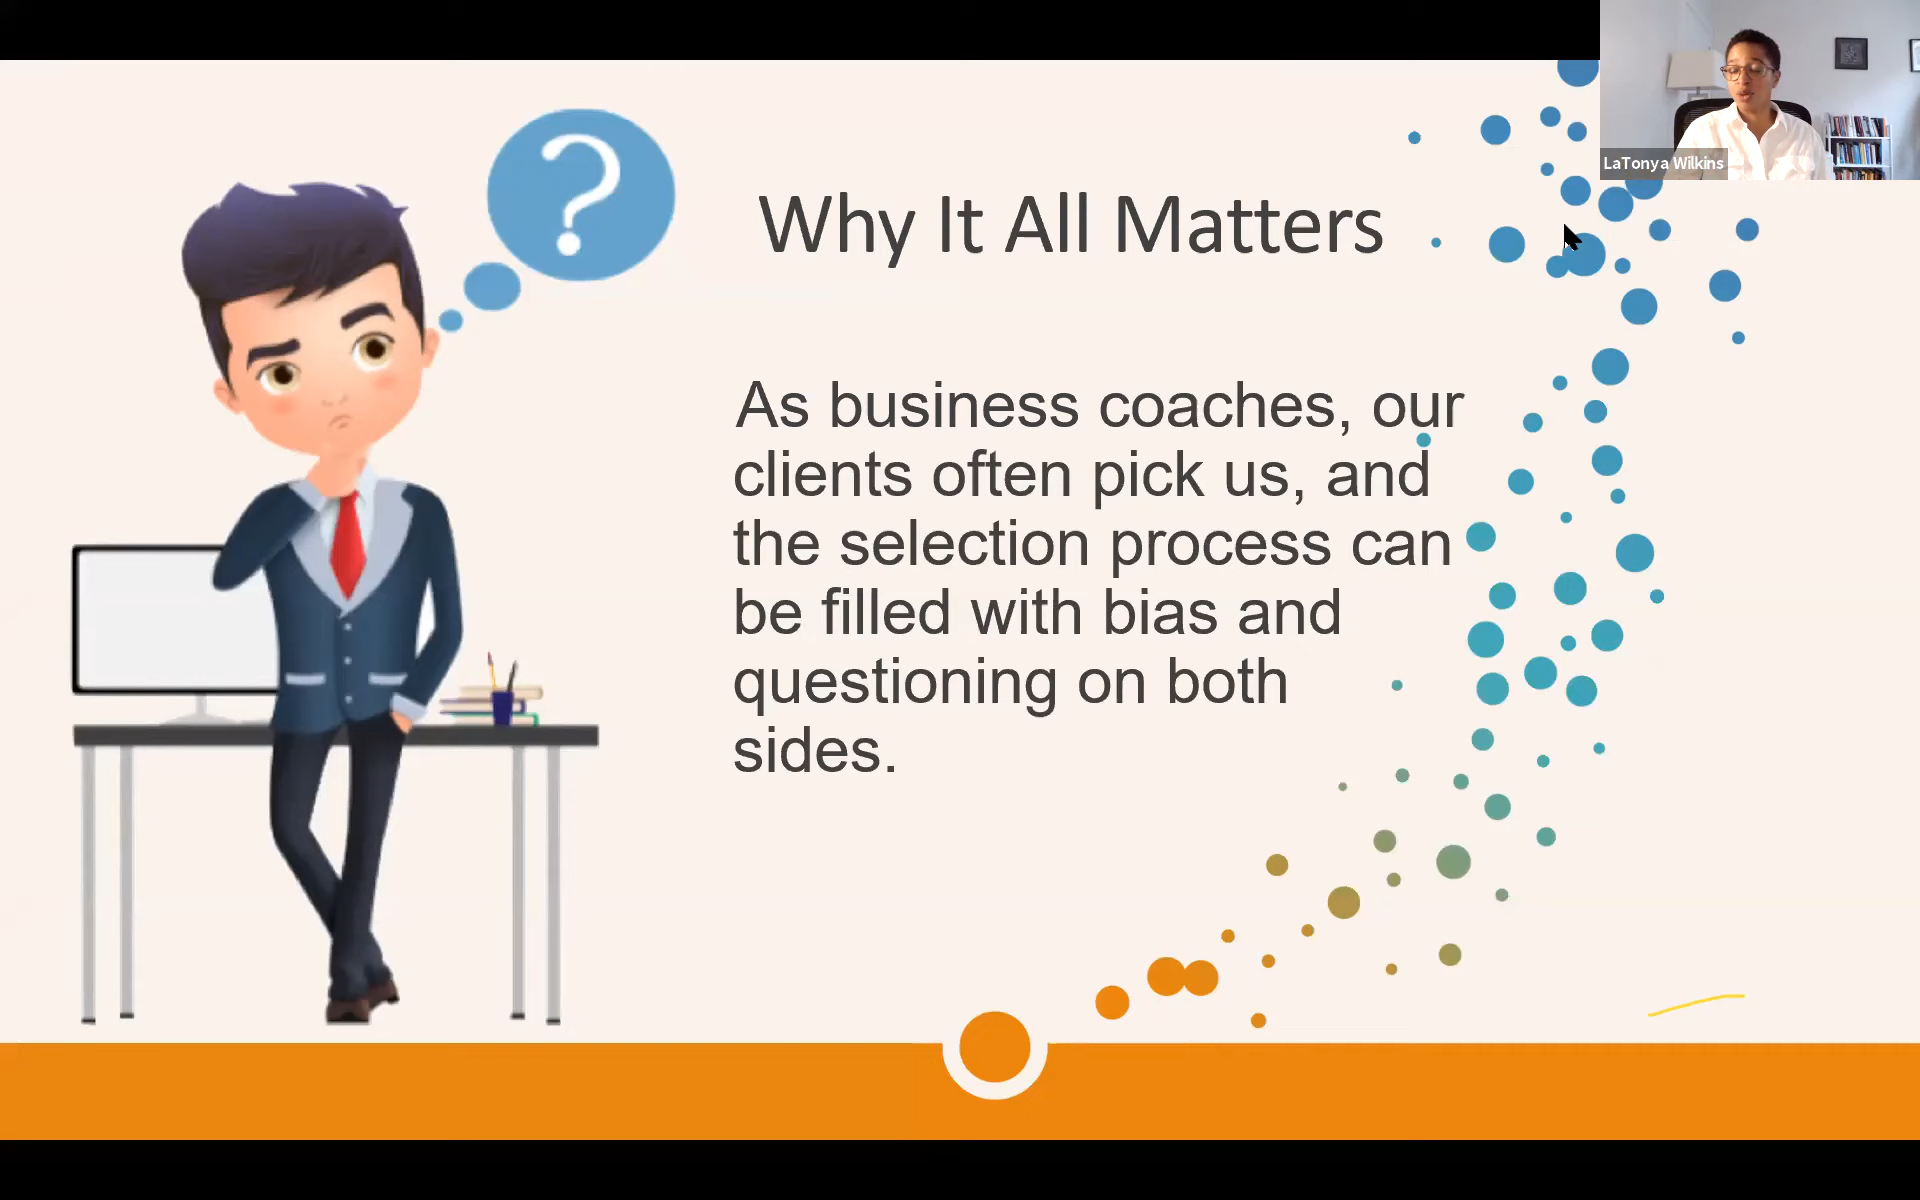 LaTonya Wilkins
?
Why It All Matters
As business coaches, our
clients often pick us, and
the selection process can
be filled with bias and
questioning on both
sides.